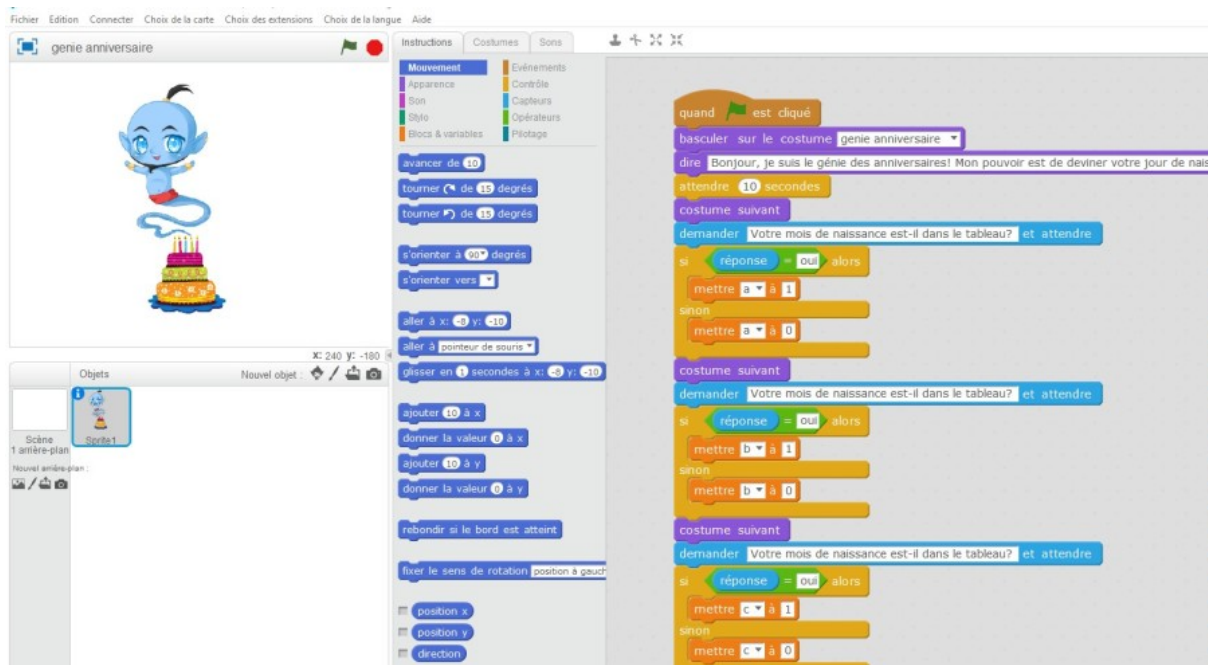 Fichier Edition Connecter Choix de la carte Choix des extensions Choix de la langue Aide
genie anniversaire
X: 240 y: -180
Objets
Nouvel objet :
Scène
1 arrière-plan
Sprite1
Nouvel arrière-plan :
Instructions Costumes Sons
Mouvement Evénements
Apparence Contrôle
Son Capteurs
Stylo Opérateurs
Blocs & variables Pilotage
avancer de 10
tourner de 15 degrés
tourner de 15 degrés
s'orienter à 90 degrés
s'orienter vers
aller à x: -8 y: -10
aller à pointeur de souris
glisser en 1 secondes à x: -8 y: -10
ajouter 10 à x
donner la valeur 0 à x
ajouter 10 à y
donner la valeur 0 à y
rebondir si le bord est atteint
fixer le sens de rotation position à gauch
position x
position y
direction
quand est cliqué
basculer sur le costume genie anniversaire
dire Bonjour, je suis le génie des anniversaires! Mon pouvoir est de deviner votre jour de nais
attendre 10 secondes
costume suivant
demander Votre mois de naissance est-il dans le tableau? et attendre
si réponse = oui alors
mettre a à 1
sinon
mettre a à 0
costume suivant
demander Votre mois de naissance est-il dans le tableau? et attendre
si réponse = oui alors
mettre b à 1
sinon
mettre b à 0
costume suivant
demander Votre mois de naissance est-il dans le tableau? et attendre
si réponse = oui alors
mettre c à 1
sinon
mettre c à 0